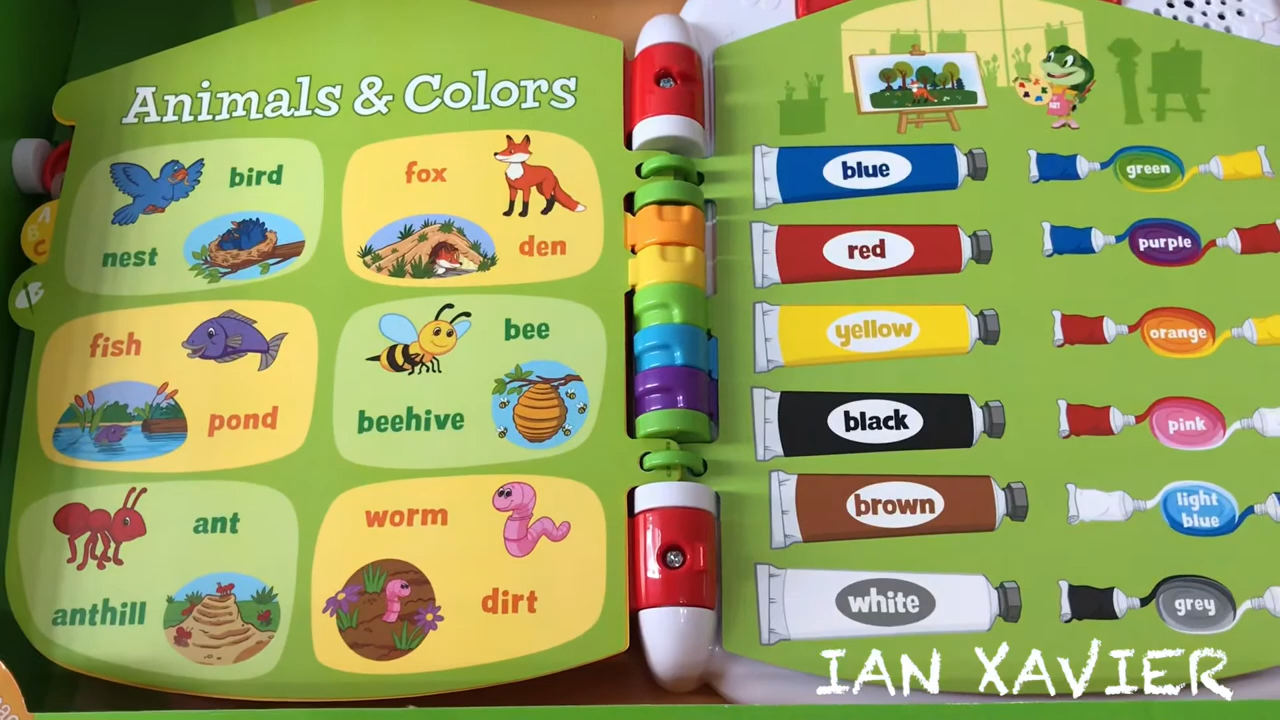 Animals & Colors
bird
nest
fox
den
fish
pond
bee
beehive
ant
anthill
worm
dirt
A
B
C
ART
blue
red
yellow
black
brown
white
green
purple
orange
pink
light
blue
grey
IAN XAVIER